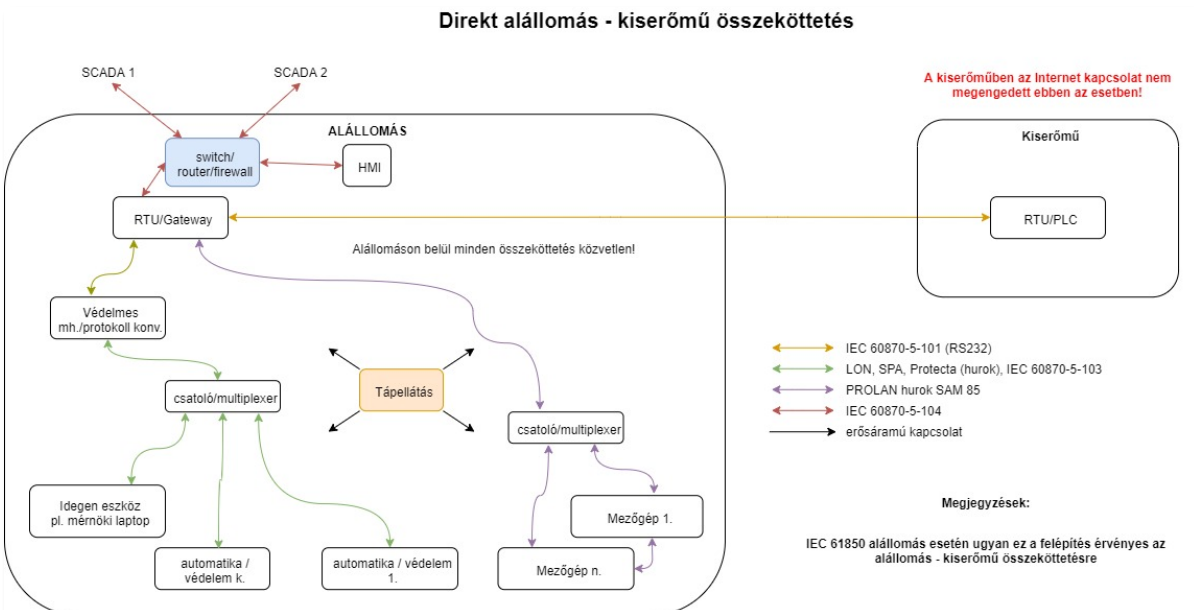 Direkt alállomás - kiserőmű összeköttetés
SCADA 1
SCADA 2
A kiserőműben az Internet kapcsolat nem
megengedett ebben az esetben!
ALÁLLOMÁS
Kiserőmű
switch/
router/firewall
HMI
RTU/Gateway
RTU/PLC
Alállomáson belül minden összeköttetés közvetlen!
Védelmes
mh./protokoll konv.
IEC 60870-5-101 (RS232)
LON, SPA, Protecta (hurok), IEC 60870-5-103
PROLAN hurok SAM 85
IEC 60870-5-104
erősáramú kapcsolat
Tápellátás
csatoló/multiplexer
csatoló/multiplexer
Idegen eszköz
pl. mérnöki laptop
Mezőgép 1.
automatika /
védelem k.
automatika / védelem
1.
Mezőgép n.
Megjegyzések:
IEC 61850 alállomás esetén ugyan ez a felépítés érvényes az
alállomás - kiserőmű összeköttetésre